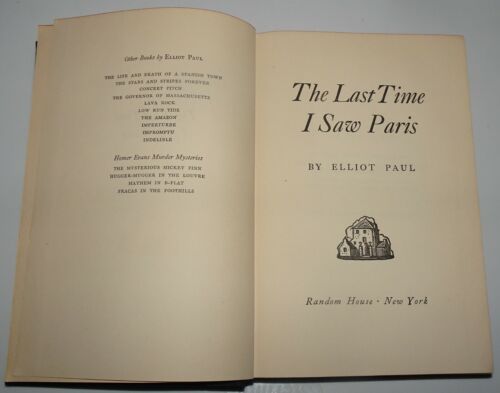 Other Books by ELLIOT PAUL
THE LIFE AND DEATH OF A SPANISH TOWN
THE STARS AND STRIPES FOREVER
CONCERT PITCH
THE GOVERNOR OF MASSACHUSETTS
LAVA ROCK
LOW RUN TIDE
THE AMAZON
IMPERTURBE
IMPROMPTU
INDELIBLE
Homer Evans Murder Mysteries
THE MYSTERIOUS MICKEY FINN
HUGGER-MUGGER IN THE LOUVRE
MAYHEM IN B-FLAT
FRACAS IN THE FOOTHILLS
The Last Time
I Saw Paris
BY ELLIOT PAUL
Random House · New York